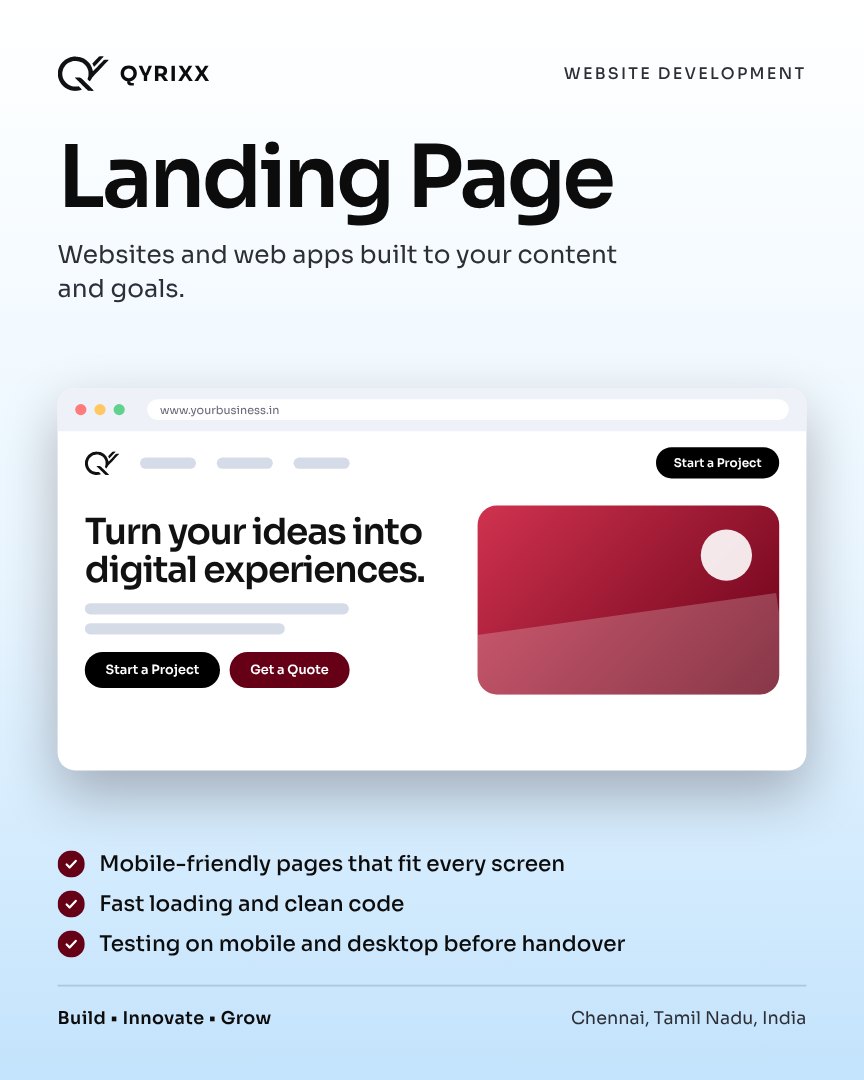 QYRIXX
WEBSITE DEVELOPMENT
Landing Page
Websites and web apps built to your content
and goals.
www.yourbusiness.in
Start a Project
Turn your ideas into
digital experiences.
Start a Project
Get a Quote
Mobile-friendly pages that fit every screen
Fast loading and clean code
Testing on mobile and desktop before handover
Build ▪ Innovate ▪ Grow
Chennai, Tamil Nadu, India